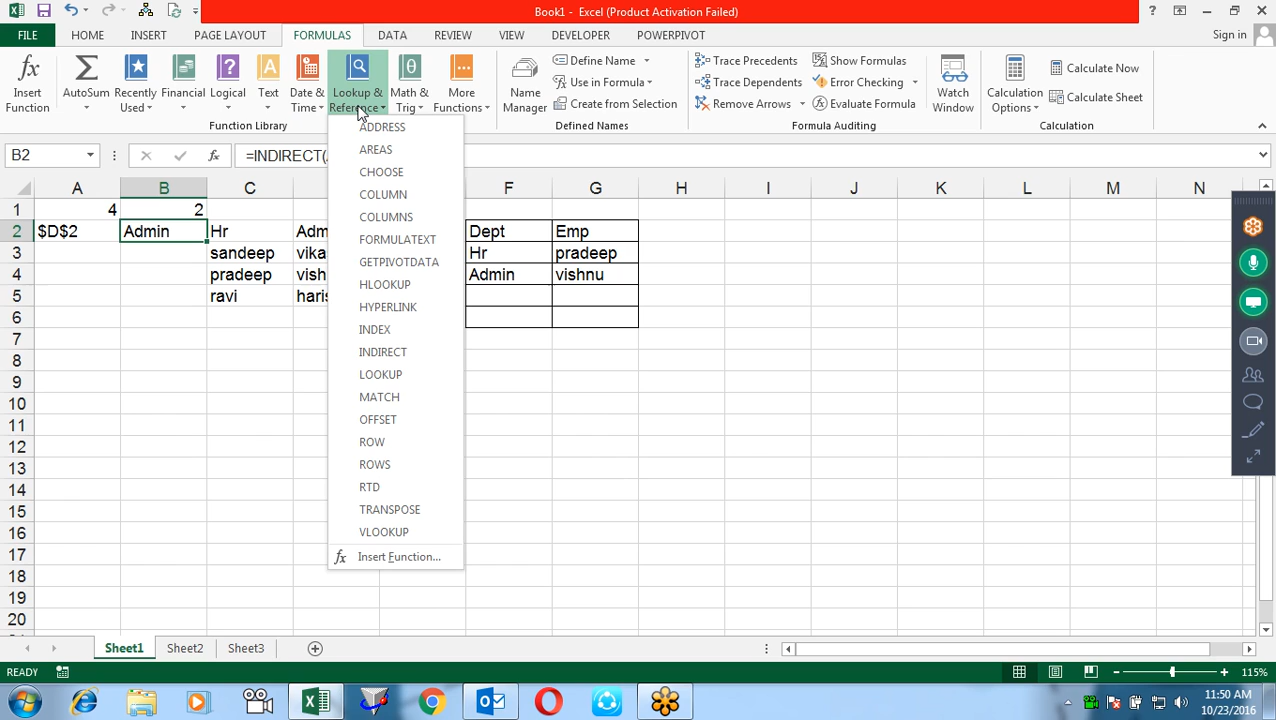 Book1 - Excel (Product Activation Failed)
FILE HOME INSERT PAGE LAYOUT FORMULAS DATA REVIEW VIEW DEVELOPER POWERPIVOT Sign in
Insert Function
AutoSum
Recently Used
Financial
Logical
Text
Date & Time
Lookup & Reference
Math & Trig
More Functions
Function Library
Name Manager
Define Name
Use in Formula
Create from Selection
Defined Names
Trace Precedents
Trace Dependents
Remove Arrows
Show Formulas
Error Checking
Evaluate Formula
Formula Auditing
Watch Window
Calculation Options
Calculate Now
Calculate Sheet
Calculation
B2 fx =INDIRECT(
ADDRESS
AREAS
CHOOSE
COLUMN
COLUMNS
FORMULATEXT
GETPIVOTDATA
HLOOKUP
HYPERLINK
INDEX
INDIRECT
LOOKUP
MATCH
OFFSET
ROW
ROWS
RTD
TRANSPOSE
VLOOKUP
fx Insert Function...
A B C F G H I J K L M N
1 4 2
2 $D$2 Admin Hr Adm Dept Emp
3 sandeep vika Hr pradeep
4 pradeep vish Admin vishnu
5 ravi haris
6
7
8
9
10
11
12
13
14
15
16
17
18
19
20
Sheet1 Sheet2 Sheet3
READY 115%
11:50 AM
10/23/2016